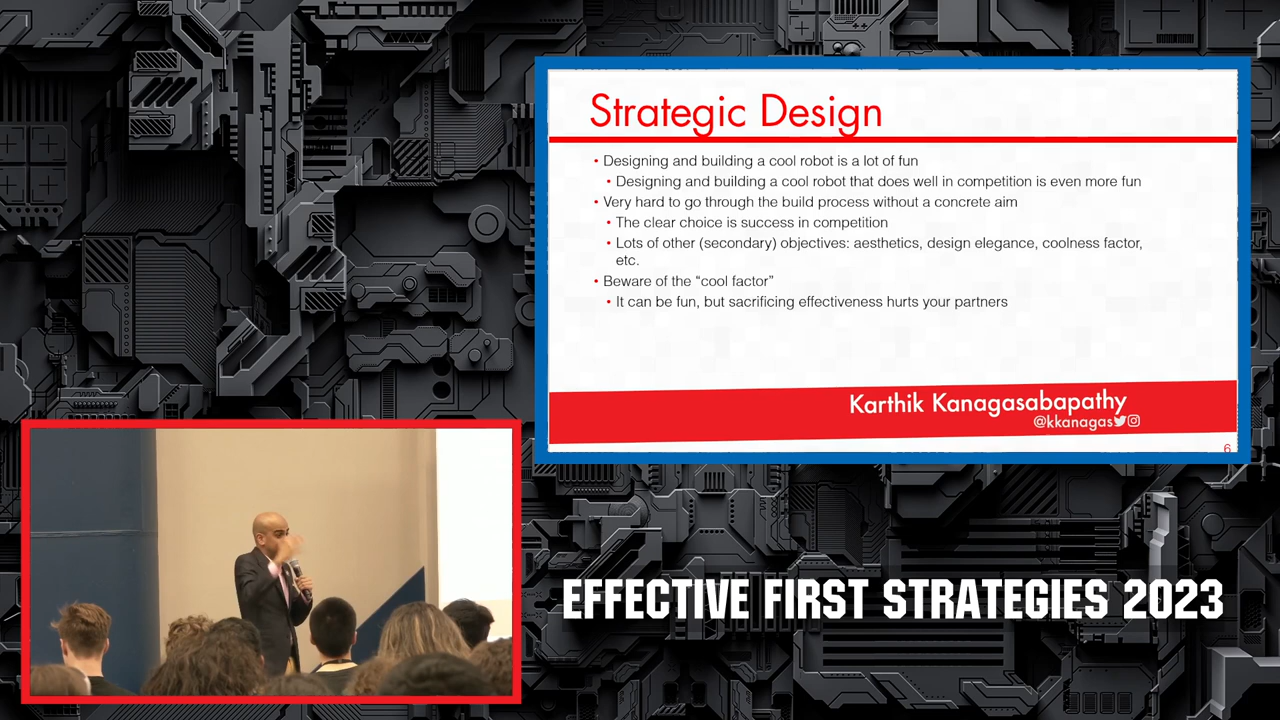 Strategic Design
• Designing and building a cool robot is a lot of fun
• Designing and building a cool robot that does well in competition is even more fun
• Very hard to go through the build process without a concrete aim
• The clear choice is success in competition
• Lots of other (secondary) objectives: aesthetics, design elegance, coolness factor,
etc.
• Beware of the “cool factor”
• It can be fun, but sacrificing effectiveness hurts your partners
Karthik Kanagasabapathy
@kkanagas
6
EFFECTIVE FIRST STRATEGIES 2023